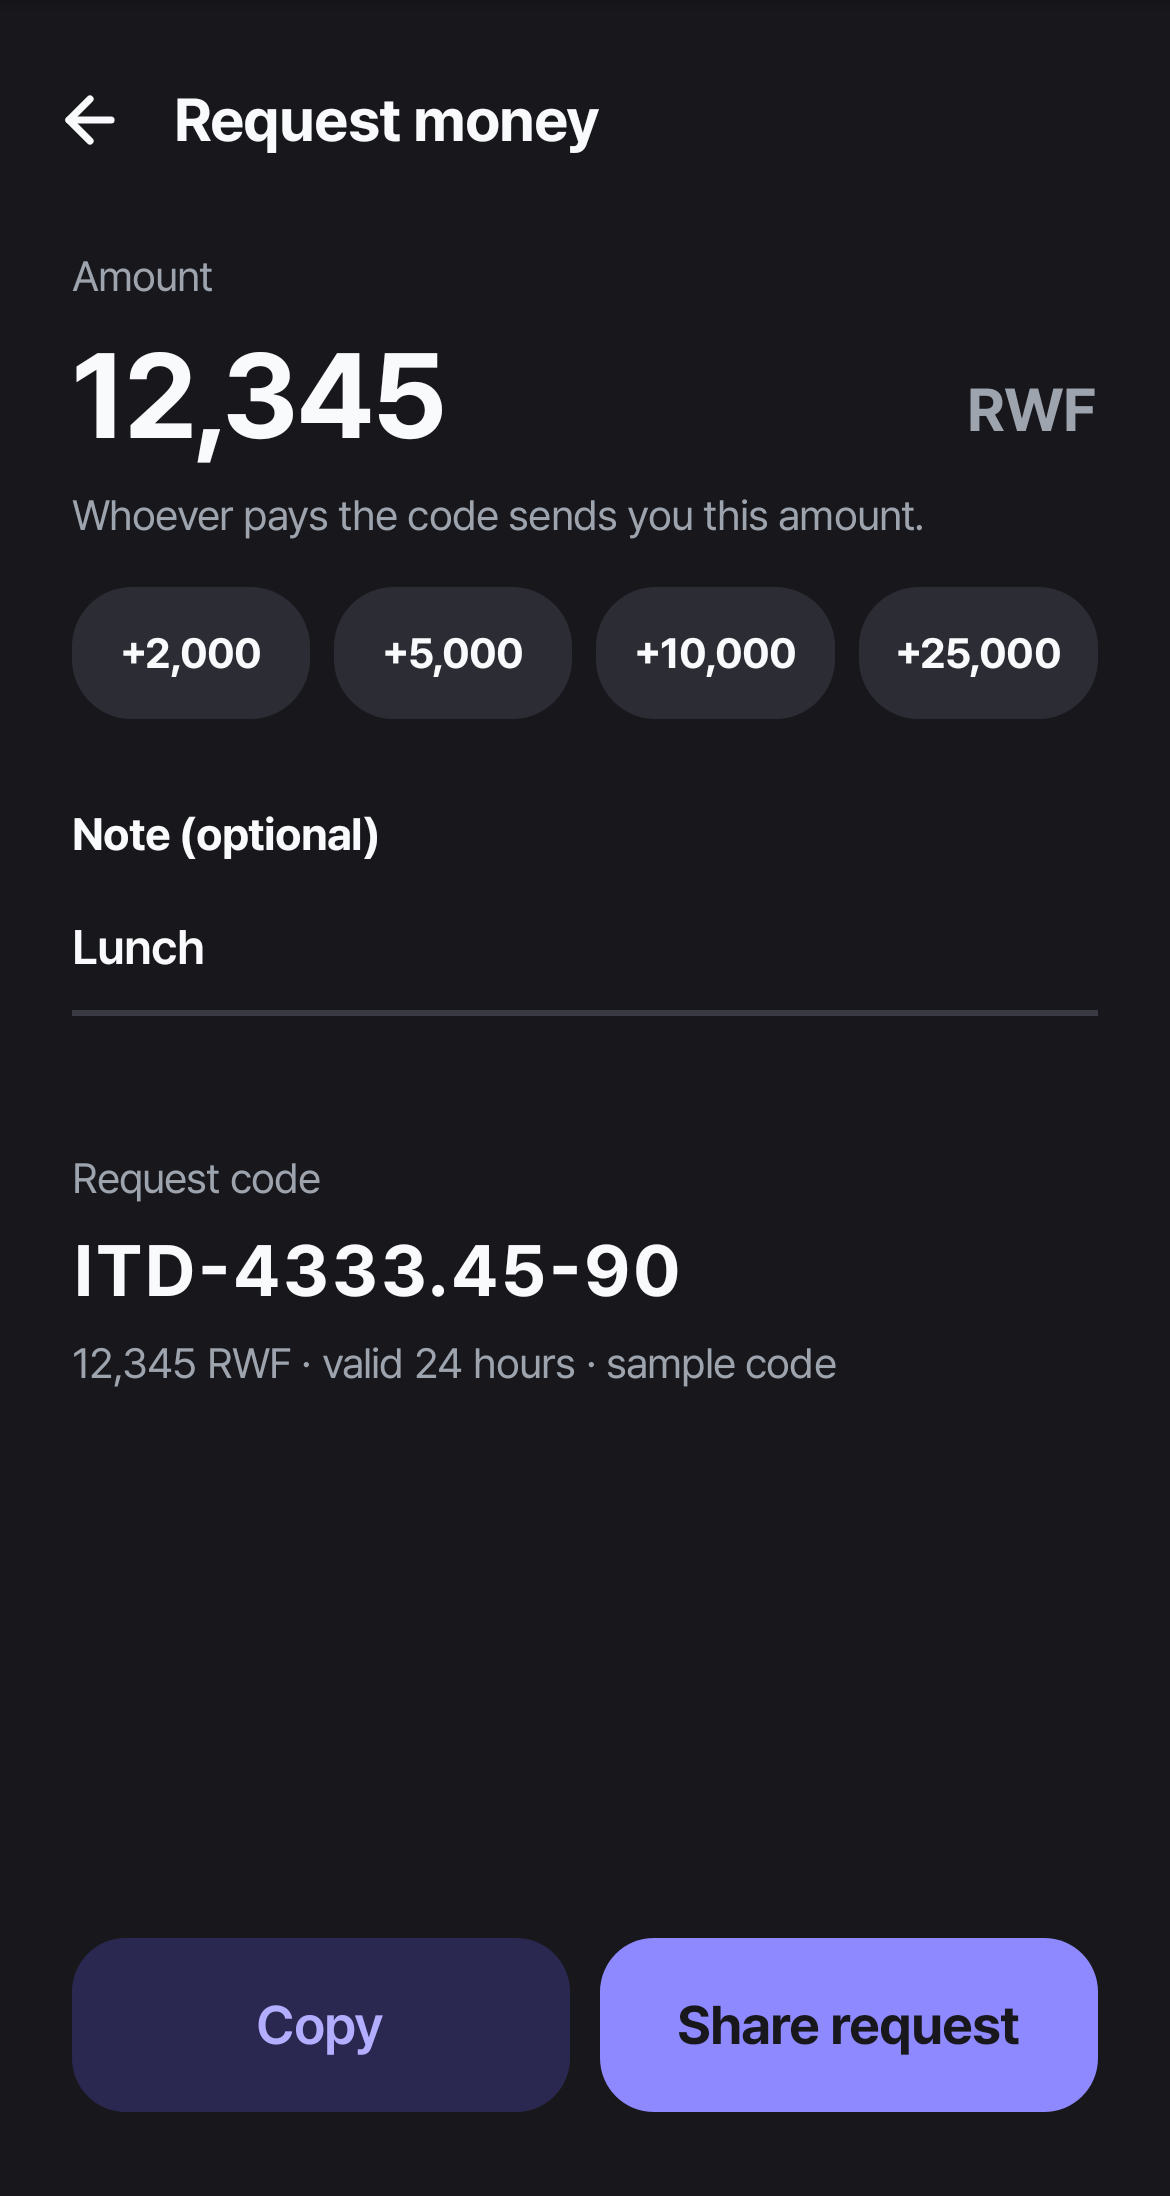 Request money
Amount
12,345 RWF
Whoever pays the code sends you this amount.
+2,000 +5,000 +10,000 +25,000
Note (optional)
Lunch
Request code
ITD-4333.45-90
12,345 RWF · valid 24 hours · sample code
Copy Share request